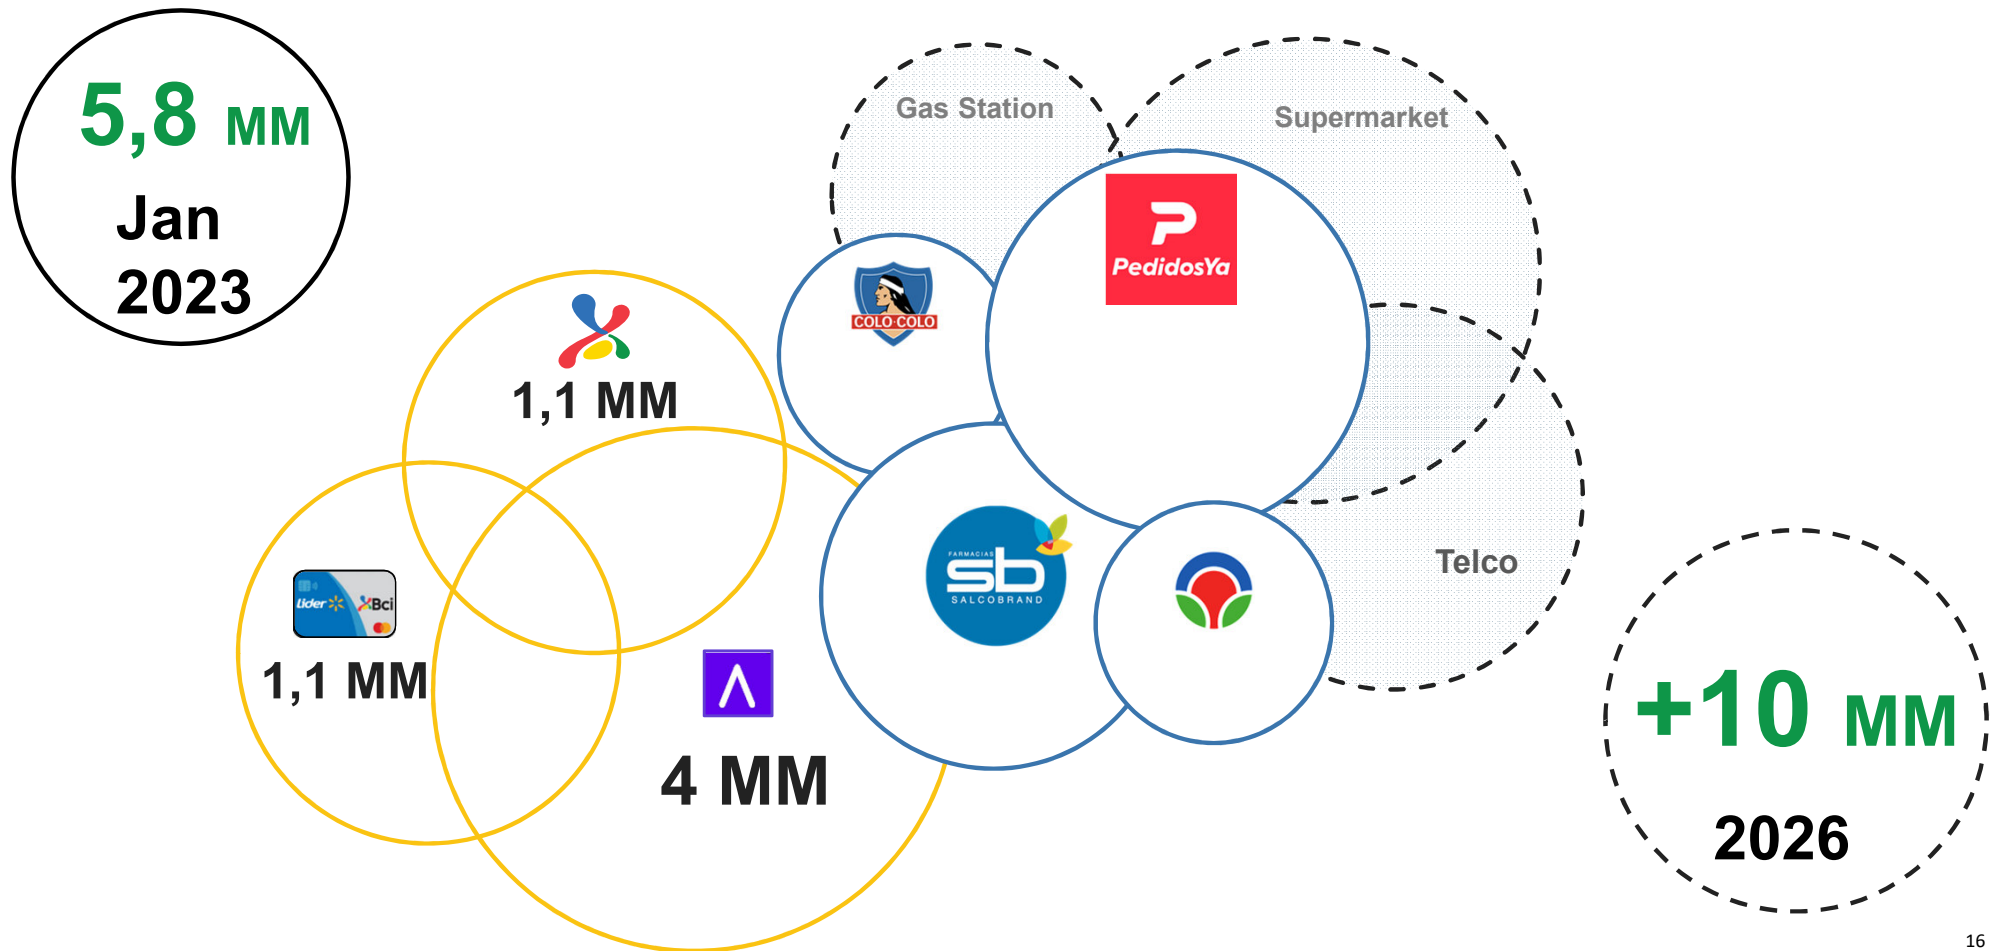 5,8 MM
Jan
2023
Gas Station
Supermarket
PedidosYa
COLO-COLO
1,1 MM
Lider Bci
1,1 MM
FARMACIAS
sb
SALCOBRAND
Telco
4 MM
+10 MM
2026
16